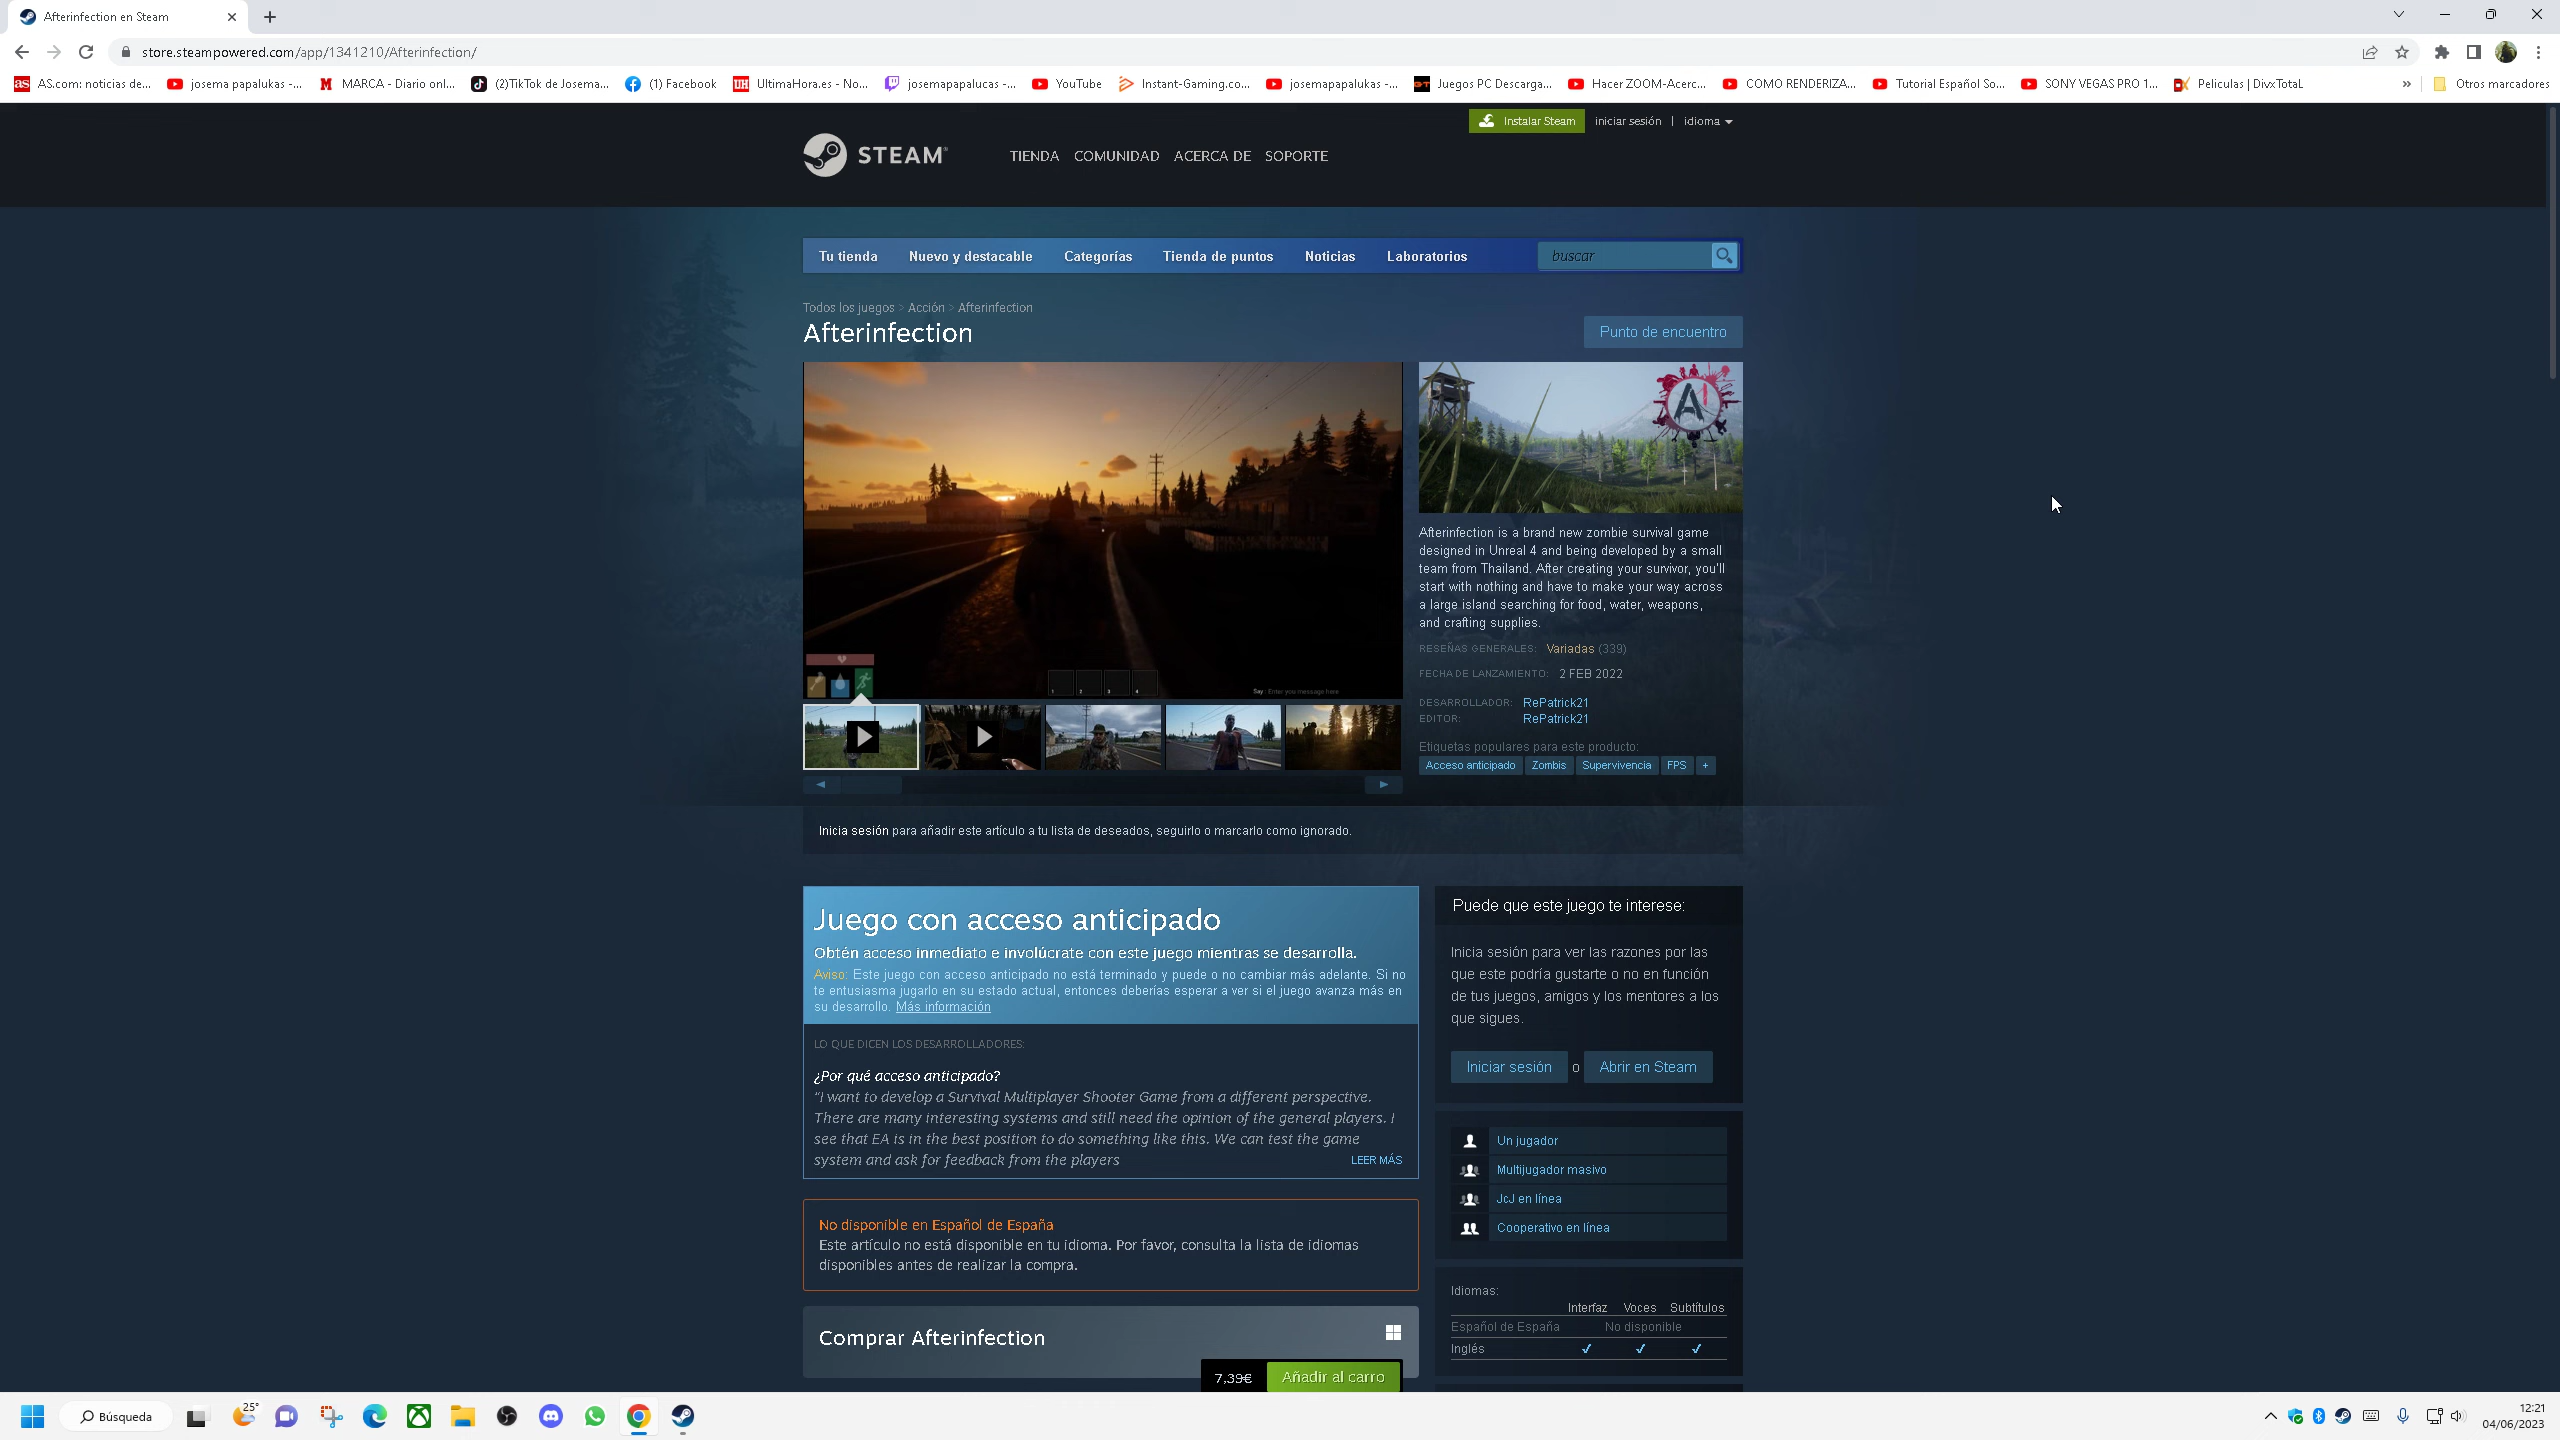 Afterinfection en Steam
store.steampowered.com/app/1341210/Afterinfection/
AS.com: noticias de...
josema papalukas -...
MARCA - Diario onl...
(2)TikTok de Josema...
(1) Facebook
UltimaHora.es - No...
josemapapalucas -...
YouTube
Instant-Gaming.co...
josemapapalukas -...
Juegos PC Descarga...
Hacer ZOOM-Acerc...
COMO RENDERIZA...
Tutorial Español So...
SONY VEGAS PRO 1...
Peliculas | DivxTotaL
»
Otros marcadores
Instalar Steam
iniciar sesión | idioma
STEAM
TIENDA COMUNIDAD ACERCA DE SOPORTE
Tu tienda Nuevo y destacable Categorías Tienda de puntos Noticias Laboratorios
buscar
Todos los juegos > Acción > Afterinfection
Afterinfection
Punto de encuentro
1 2 3 4
Say : Enter you message here
Afterinfection is a brand new zombie survival game
designed in Unreal 4 and being developed by a small
team from Thailand. After creating your survivor, you'll
start with nothing and have to make your way across
a large island searching for food, water, weapons,
and crafting supplies.
RESEÑAS GENERALES: Variadas (339)
FECHA DE LANZAMIENTO: 2 FEB 2022
DESARROLLADOR: RePatrick21
EDITOR: RePatrick21
Etiquetas populares para este producto:
Acceso anticipado Zombis Supervivencia FPS +
Inicia sesión para añadir este artículo a tu lista de deseados, seguirlo o marcarlo como ignorado.
Juego con acceso anticipado
Obtén acceso inmediato e involúcrate con este juego mientras se desarrolla.
Aviso: Este juego con acceso anticipado no está terminado y puede o no cambiar más adelante. Si no
te entusiasma jugarlo en su estado actual, entonces deberías esperar a ver si el juego avanza más en
su desarrollo. Más información
LO QUE DICEN LOS DESARROLLADORES:
¿Por qué acceso anticipado?
"I want to develop a Survival Multiplayer Shooter Game from a different perspective.
There are many interesting systems and still need the opinion of the general players. I
see that EA is in the best position to do something like this. We can test the game
system and ask for feedback from the players
LEER MÁS
No disponible en Español de España
Este artículo no está disponible en tu idioma. Por favor, consulta la lista de idiomas
disponibles antes de realizar la compra.
Comprar Afterinfection
7,39€
Añadir al carro
Puede que este juego te interese:
Inicia sesión para ver las razones por las
que este podría gustarte o no en función
de tus juegos, amigos y los mentores a los
que sigues.
Iniciar sesión o Abrir en Steam
Un jugador
Multijugador masivo
JcJ en línea
Cooperativo en línea
Idiomas:
Interfaz Voces Subtítulos
Español de España No disponible
Inglés ✓ ✓ ✓
Búsqueda
25°
12:21
04/06/2023